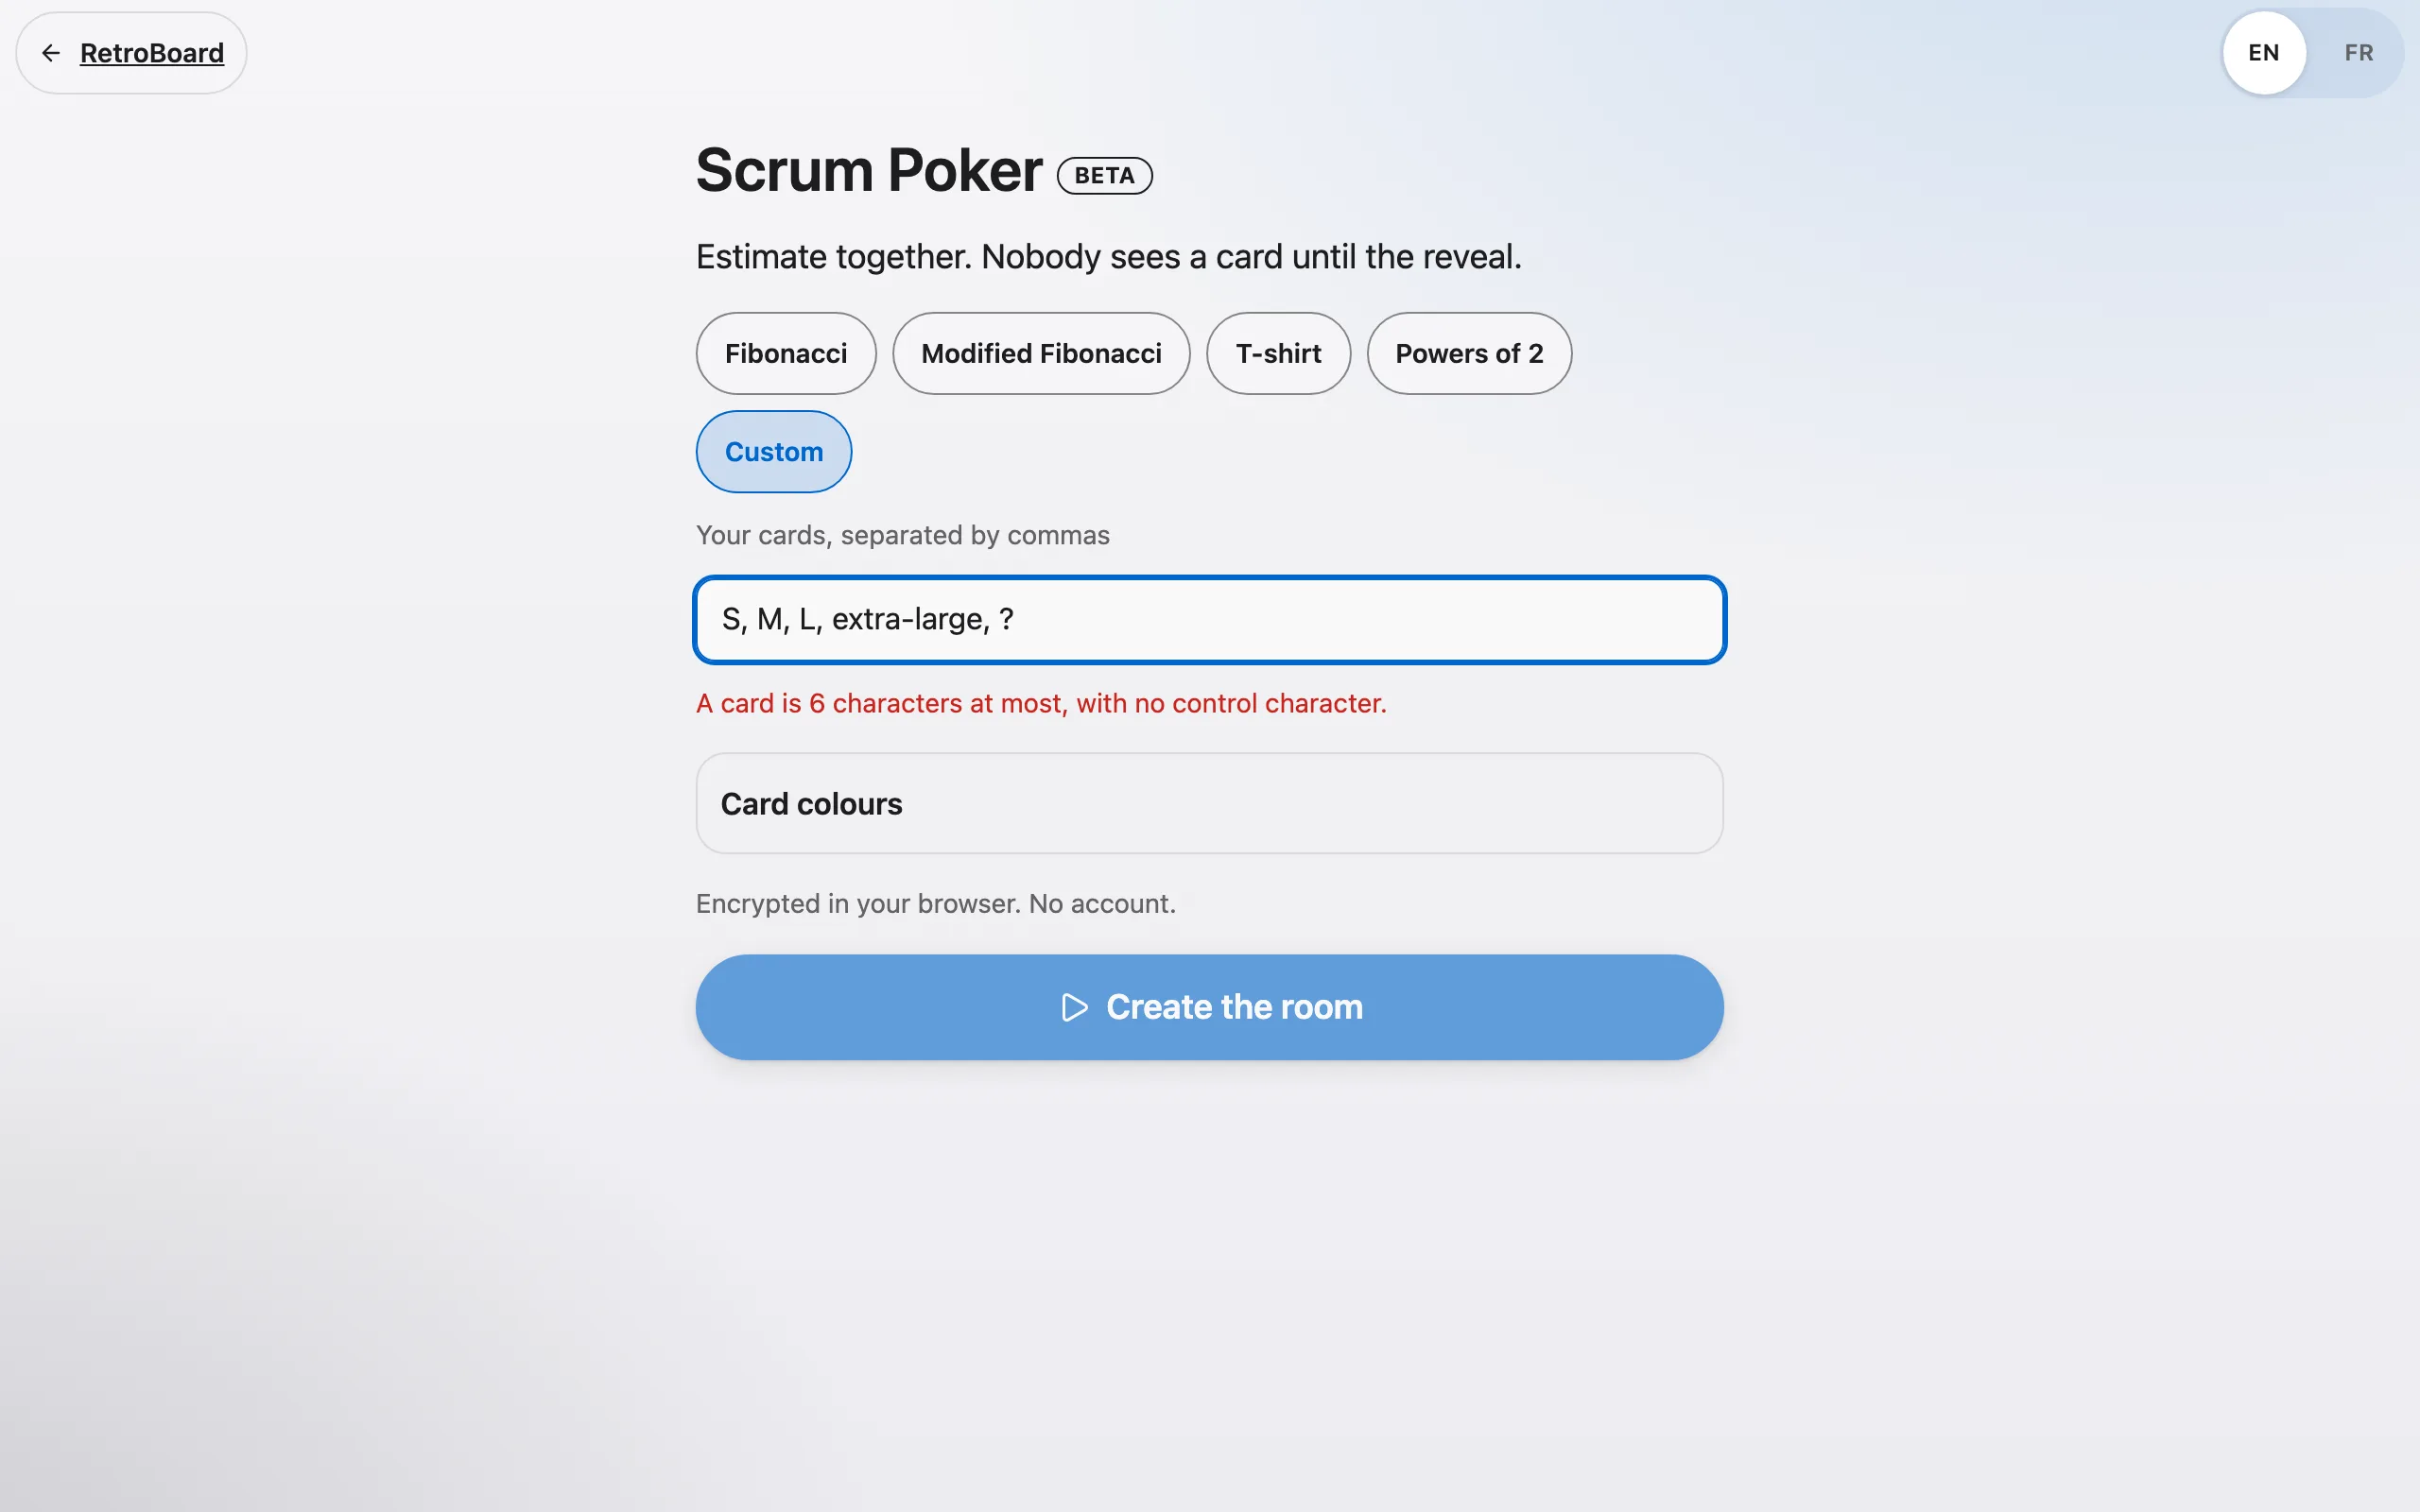 RetroBoard
EN FR
Scrum Poker BETA
Estimate together. Nobody sees a card until the reveal.
Fibonacci Modified Fibonacci T-shirt Powers of 2
Custom
Your cards, separated by commas
S, M, L, extra-large, ?
A card is 6 characters at most, with no control character.
Card colours
Encrypted in your browser. No account.
Create the room